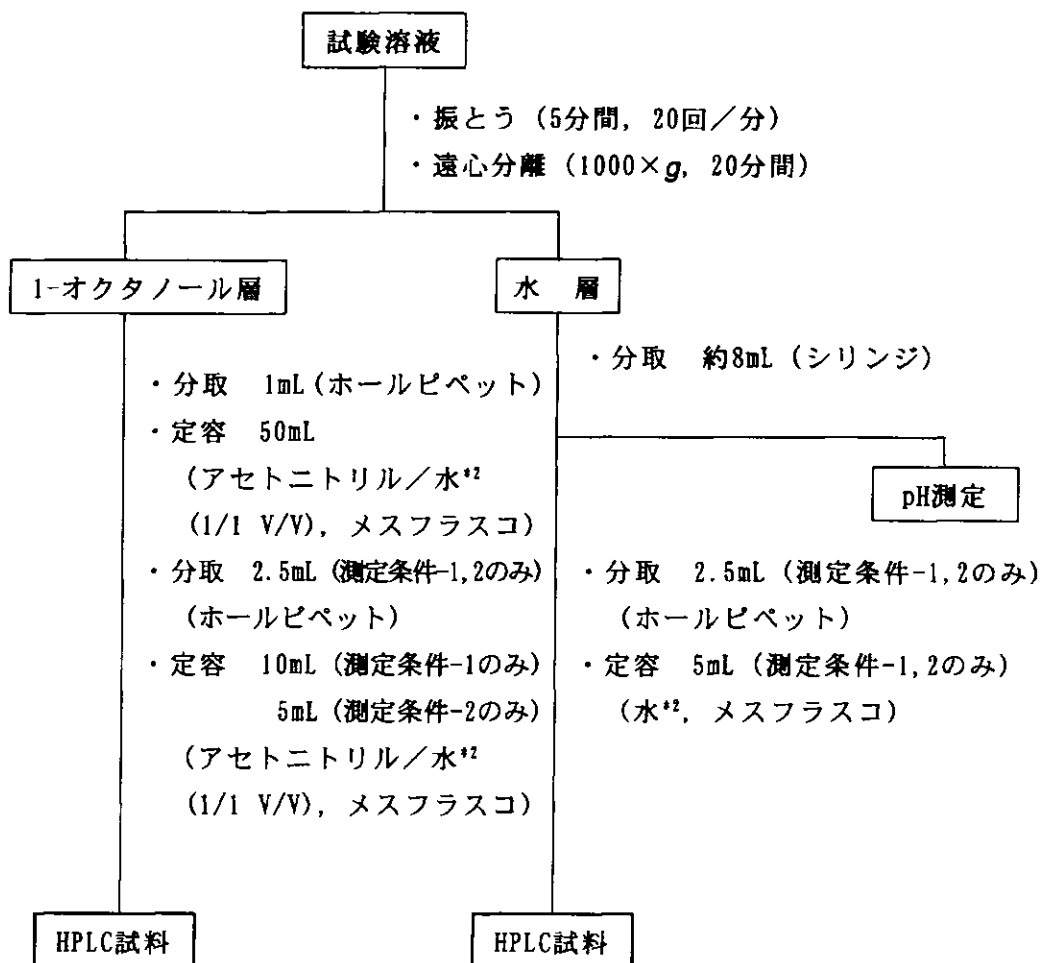 試験溶液
・振とう (5分間, 20回／分)
・遠心分離 (1000×g, 20分間)
1-オクタノール層
水　層
・分取　1mL (ホールピペット)
・定容　50mL
(アセトニトリル／水*2
(1/1 V/V), メスフラスコ)
・分取　2.5mL (測定条件-1,2のみ)
(ホールピペット)
・定容　10mL (測定条件-1のみ)
5mL (測定条件-2のみ)
(アセトニトリル／水*2
(1/1 V/V), メスフラスコ)
・分取　約8mL (シリンジ)
pH測定
・分取　2.5mL (測定条件-1,2のみ)
(ホールピペット)
・定容　5mL (測定条件-1,2のみ)
(水*2, メスフラスコ)
HPLC試料
HPLC試料